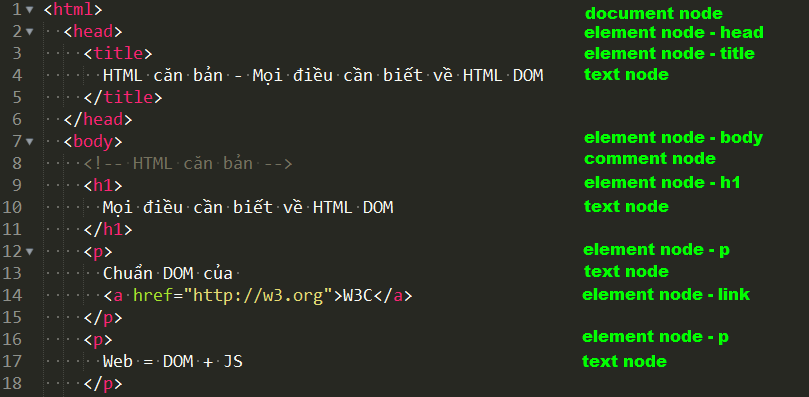 1 <html> document node
2 <head> element node - head
3 <title> element node - title
4 HTML căn bản - Mọi điều cần biết về HTML DOM text node
5 </title>
6 </head>
7 <body> element node - body
8 <!-- HTML căn bản --> comment node
9 <h1> element node - h1
10 Mọi điều cần biết về HTML DOM text node
11 </h1>
12 <p> element node - p
13 Chuẩn DOM của text node
14 <a href="http://w3.org">W3C</a> element node - link
15 </p>
16 <p> element node - p
17 Web = DOM + JS text node
18 </p>